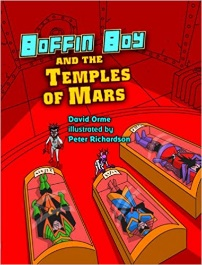 BOFFIN BOY
AND THE
TEMPLES
OF MARS
David Orme
illustrated by
Peter Richardson